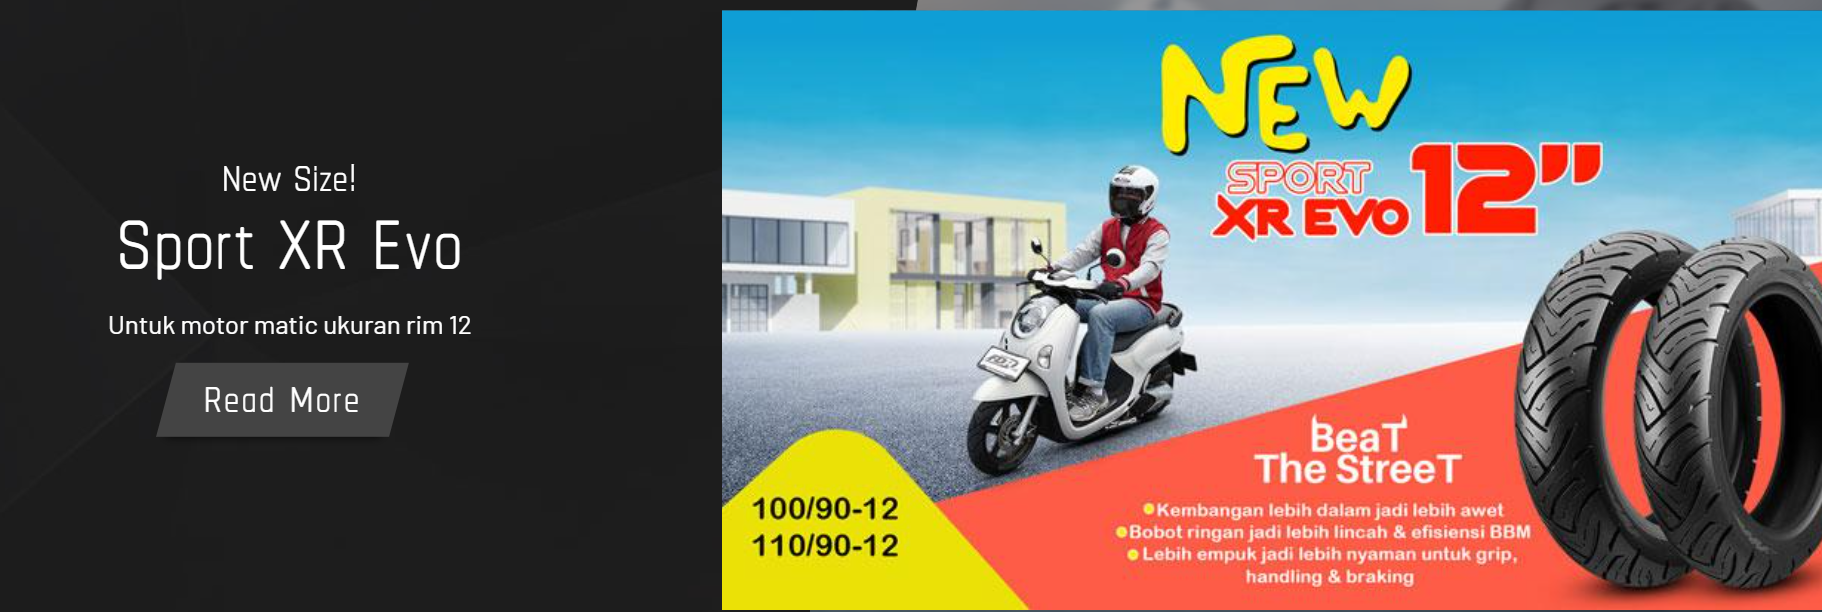 New Size!
Sport XR Evo
Untuk motor matic ukuran rim 12
Read More
NEW
SPORT
XR EVO 12"
BeaT
The StreeT
Kembangan lebih dalam jadi lebih awet
Bobot ringan jadi lebih lincah & efisiensi BBM
Lebih empuk jadi lebih nyaman untuk grip,
handling & braking
100/90-12
110/90-12
FDR